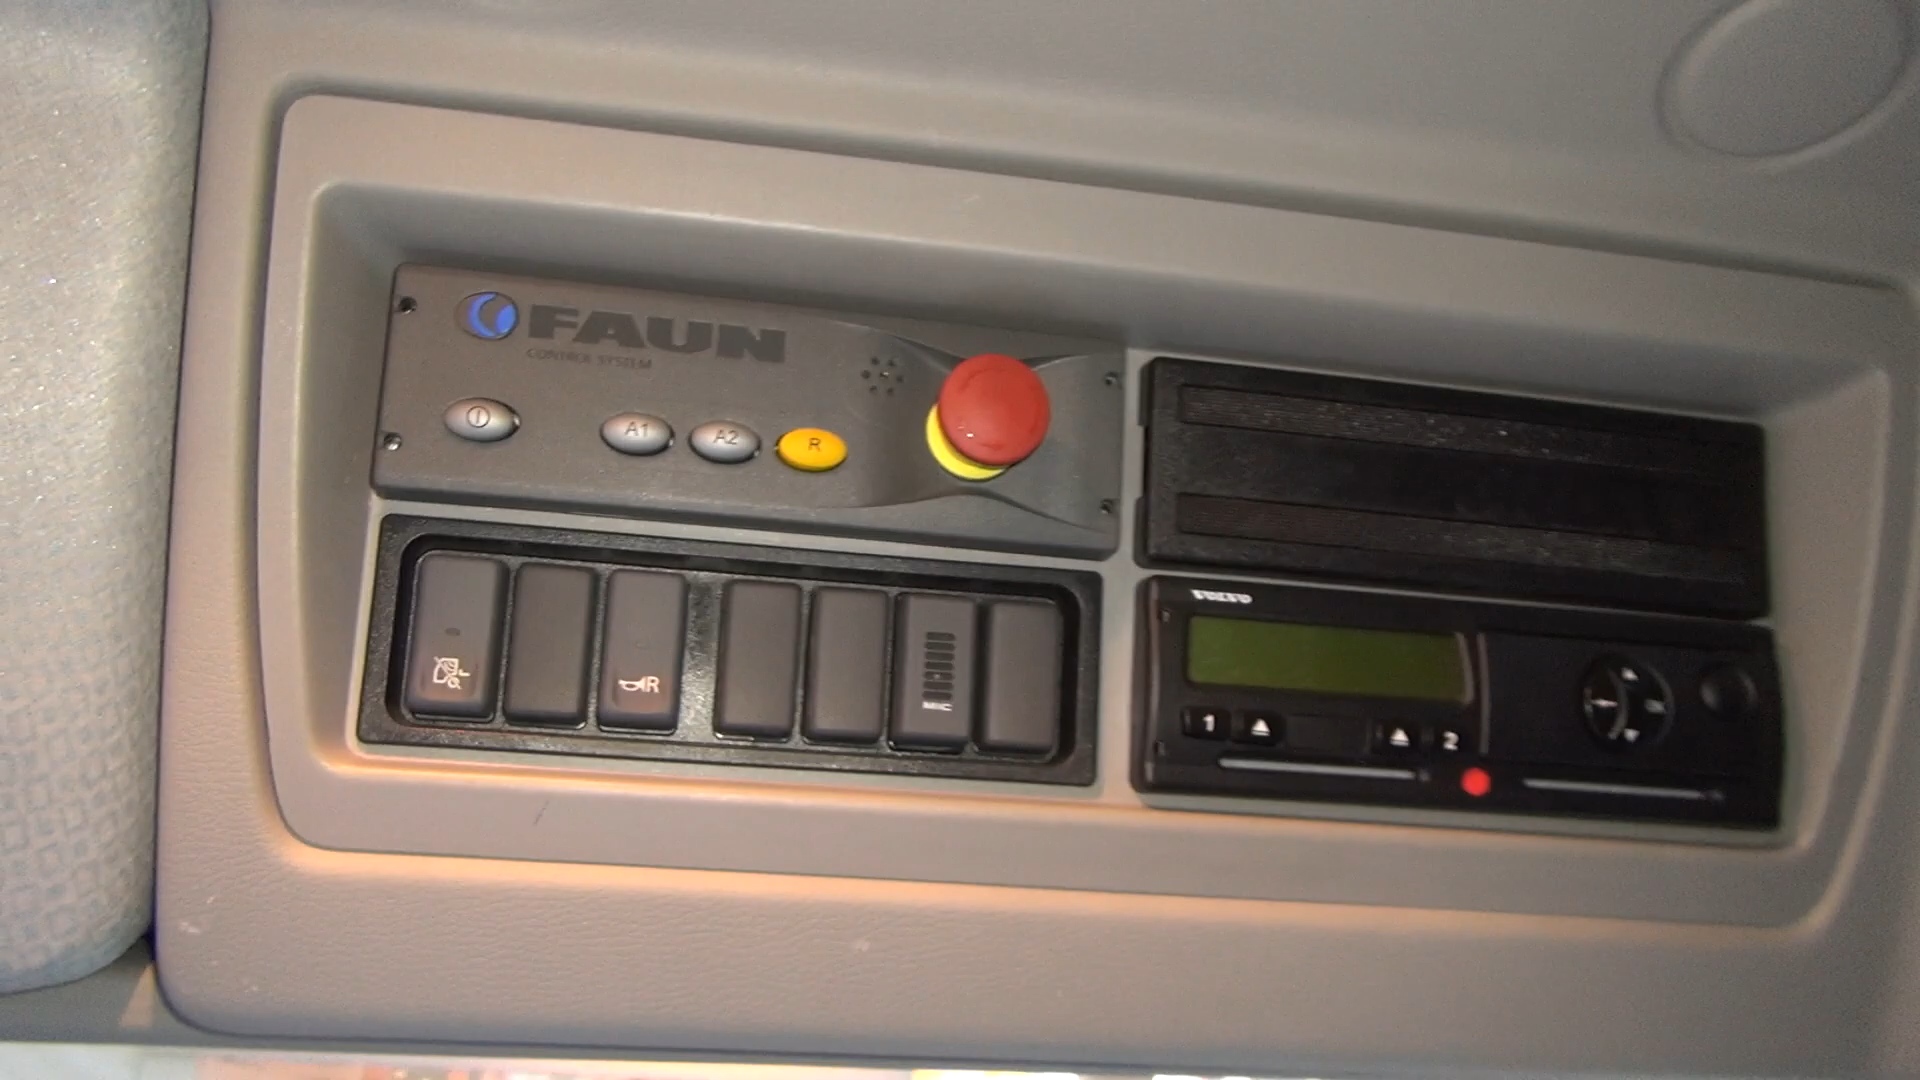 FAUN
CONTROL SYSTEM
A1 A2 R
R
MIC
VOLVO
1 2